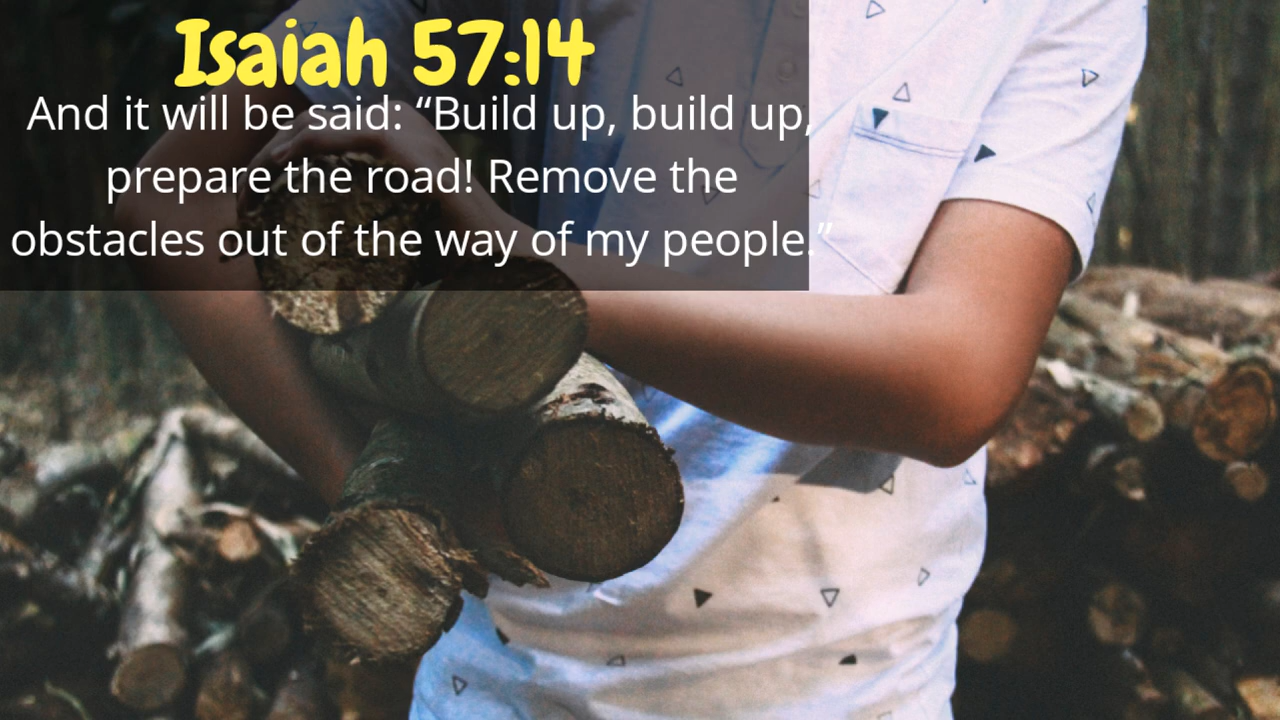 Isaiah 57:14
And it will be said: “Build up, build up,
prepare the road! Remove the
obstacles out of the way of my people.”